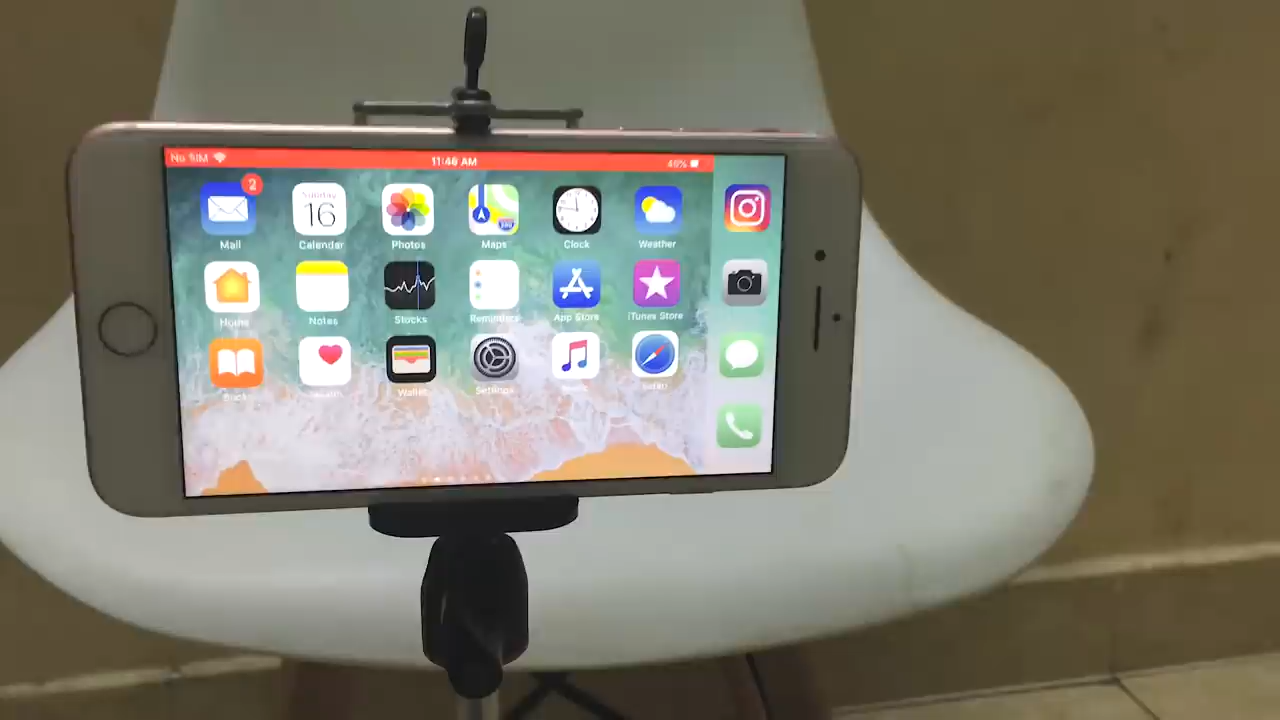 No SIM 11:46 AM 45%
2
Sunday
16
Mail Calendar Photos Maps Clock Weather
Home Notes Stocks Reminders App Store iTunes Store
Wallet Settings